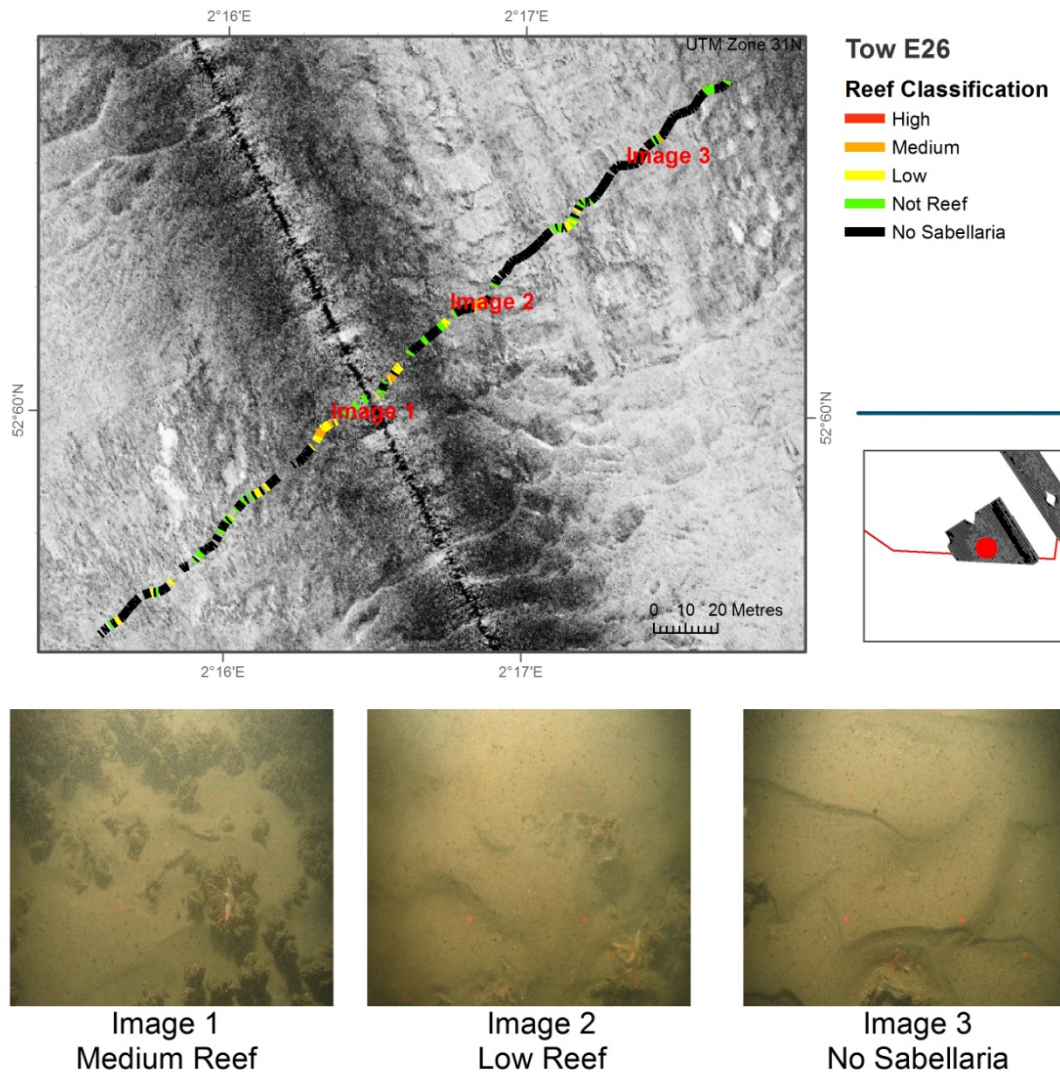 2°16'E
2°17'E
UTM Zone 31N
Tow E26
Reef Classification
High
Medium
Low
Not Reef
No Sabellaria
Image 3
Image 2
Image 1
52°60'N
52°60'N
0 10 20 Metres
2°16'E
2°17'E
Image 1
Medium Reef
Image 2
Low Reef
Image 3
No Sabellaria